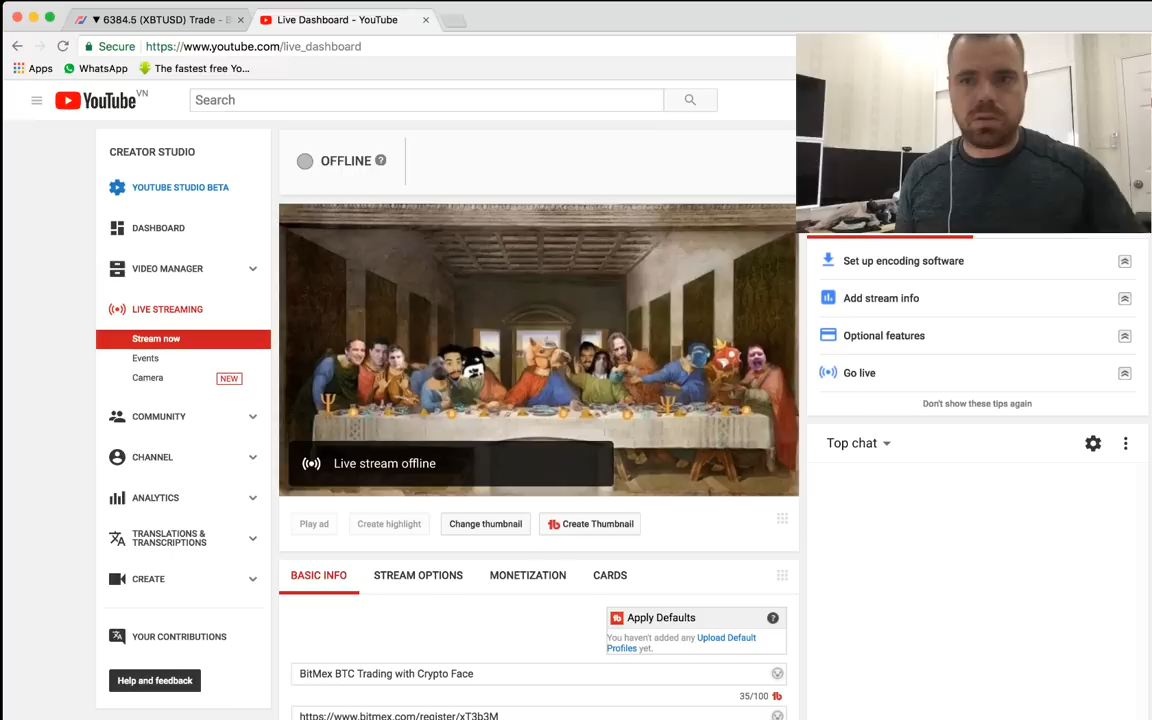 ▼ 6384.5 (XBTUSD) Trade - B
Live Dashboard - YouTube
Secure
https://www.youtube.com/live_dashboard
Apps
WhatsApp
The fastest free Yo...
YouTube VN
Search
CREATOR STUDIO
YOUTUBE STUDIO BETA
DASHBOARD
VIDEO MANAGER
LIVE STREAMING
Stream now
Events
Camera
NEW
COMMUNITY
CHANNEL
ANALYTICS
TRANSLATIONS &
TRANSCRIPTIONS
CREATE
YOUR CONTRIBUTIONS
Help and feedback
OFFLINE ?
Live stream offline
Play ad
Create highlight
Change thumbnail
tb Create Thumbnail
BASIC INFO
STREAM OPTIONS
MONETIZATION
CARDS
tb Apply Defaults ?
You haven't added any Upload Default
Profiles yet.
BitMex BTC Trading with Crypto Face
35/100 tb
https://www.bitmex.com/register/xT3b3M
Set up encoding software
Add stream info
Optional features
Go live
Don't show these tips again
Top chat